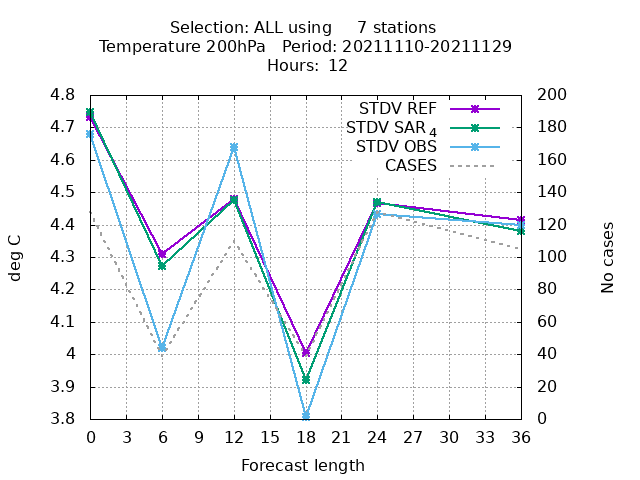 Selection: ALL using     7 stations
Temperature 200hPa   Period: 20211110-20211129
Hours:  12
4.8
4.7
4.6
4.5
4.4
4.3
4.2
4.1
4
3.9
3.8
deg C
200
180
160
140
120
100
80
60
40
20
0
No cases
STDV REF
STDV SAR4
STDV OBS
CASES
0 3 6 9 12 15 18 21 24 27 30 33 36
Forecast length